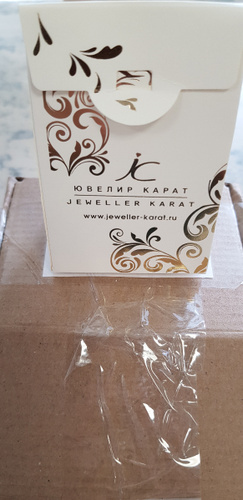 ЮВЕЛИР КАРАТ
JEWELLER KARAT
www.jeweller-karat.ru